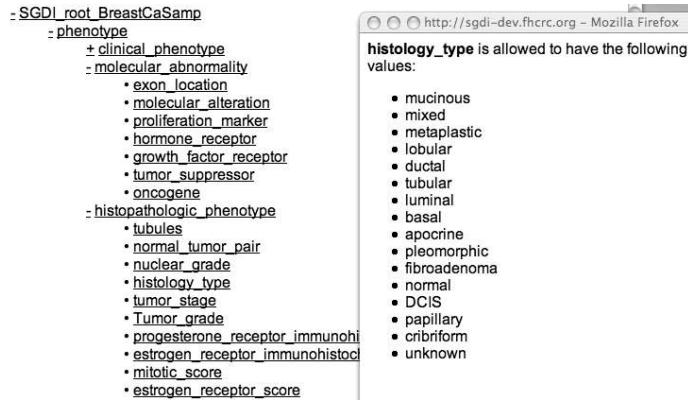 - SGDI_root_BreastCaSamp
- phenotype
+ clinical_phenotype
- molecular_abnormality
• exon_location
• molecular_alteration
• proliferation_marker
• hormone_receptor
• growth_factor_receptor
• tumor_suppressor
• oncogene
- histopathologic_phenotype
• tubules
• normal_tumor_pair
• nuclear_grade
• histology_type
• tumor_stage
• Tumor_grade
• progesterone_receptor_immunohi
• estrogen_receptor_immunohistoch
• mitotic_score
• estrogen_receptor_score
http://sgdi-dev.fhcrc.org – Mozilla Firefox
histology_type is allowed to have the following
values:
• mucinous
• mixed
• metaplastic
• lobular
• ductal
• tubular
• luminal
• basal
• apocrine
• pleomorphic
• fibroadenoma
• normal
• DCIS
• papillary
• cribriform
• unknown